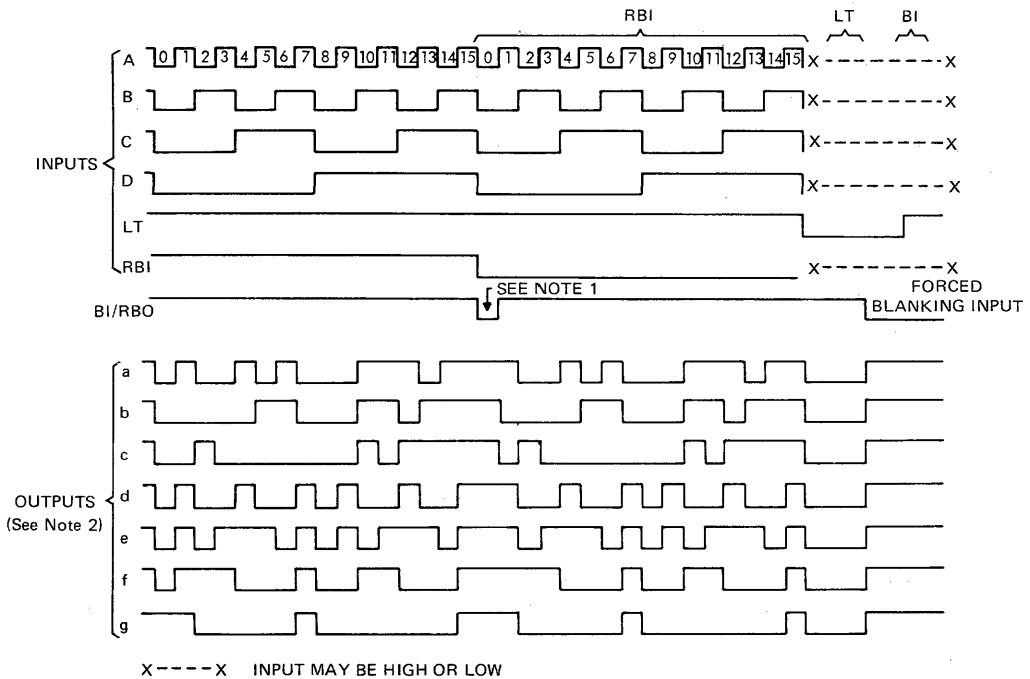 RBI LT BI
A 0 1 2 3 4 5 6 7 8 9 10 11 12 13 14 15 0 1 2 3 4 5 6 7 8 9 10 11 12 13 14 15 X - - - - - - - - - X
B X - - - - - - - - - X
C X - - - - - - - - - X
INPUTS
D X - - - - - - - - - X
LT
RBI X - - - - - - - - - X
SEE NOTE 1
FORCED
BI/RBO BLANKING INPUT
a
b
c
OUTPUTS
(See Note 2)
d
e
f
g
X - - - - X INPUT MAY BE HIGH OR LOW